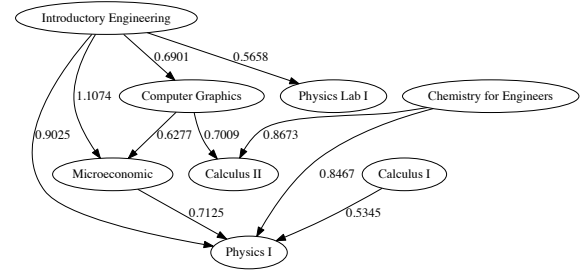 Introductory Engineering
0.6901
0.5658
1.1074
Computer Graphics
Physics Lab I
Chemistry for Engineers
0.9025
0.6277
0.7009
0.8673
Microeconomic
Calculus II
0.8467
Calculus I
0.7125
0.5345
Physics I